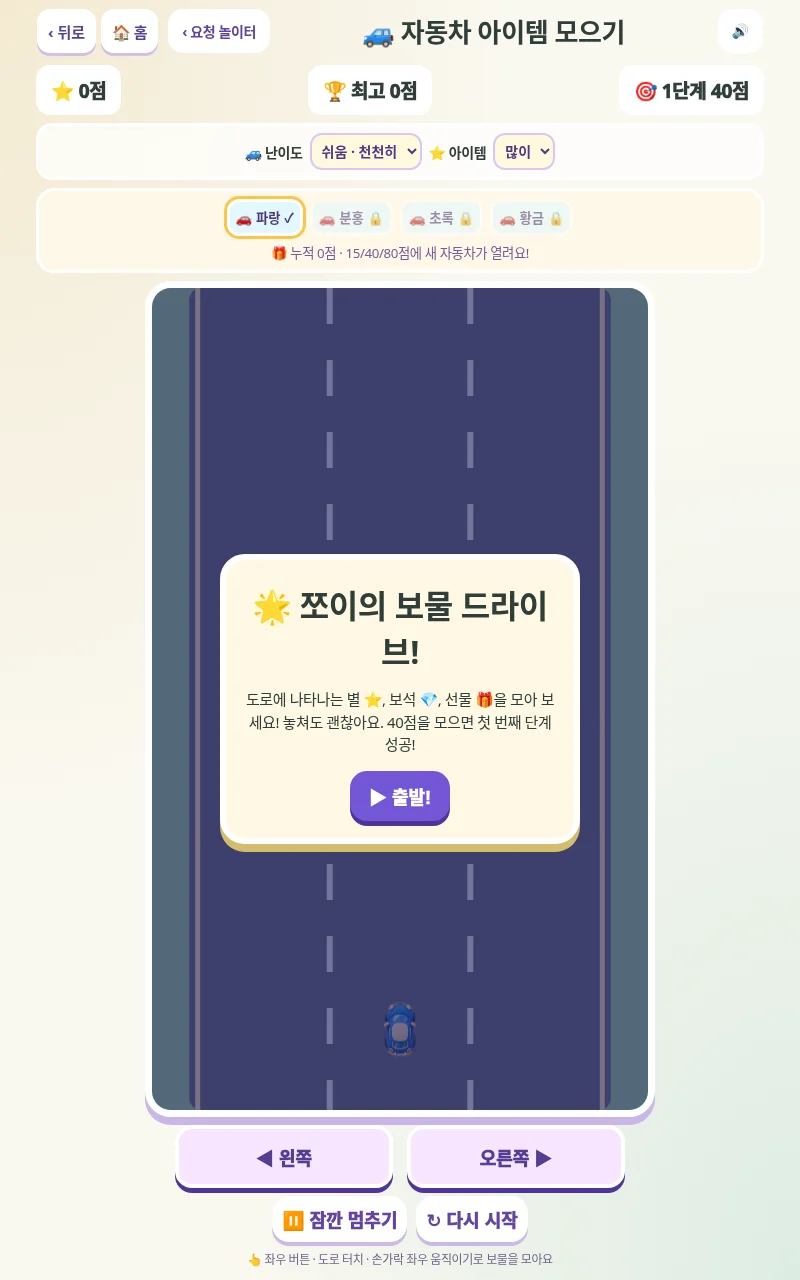 ‹ 뒤로 🏠 홈 ‹ 요청 놀이터 🚙 자동차 아이템 모으기 🔊
⭐ 0점 🏆 최고 0점 🎯 1단계 40점
🚙 난이도 쉬움 · 천천히 ⭐ 아이템 많이
🚗 파랑 ✓ 🚗 분홍 🔒 🚗 초록 🔒 🚗 황금 🔒
🎁 누적 0점 · 15/40/80점에 새 자동차가 열려요!
🌟 쪼이의 보물 드라이
브!
도로에 나타나는 별 ⭐, 보석 💎, 선물 🎁을 모아 보
세요! 놓쳐도 괜찮아요. 40점을 모으면 첫 번째 단계
성공!
▶ 출발!
◀ 왼쪽 오른쪽 ▶
⏸ 잠깐 멈추기 ↻ 다시 시작
👆 좌우 버튼 · 도로 터치 · 손가락 좌우 움직이기로 보물을 모아요